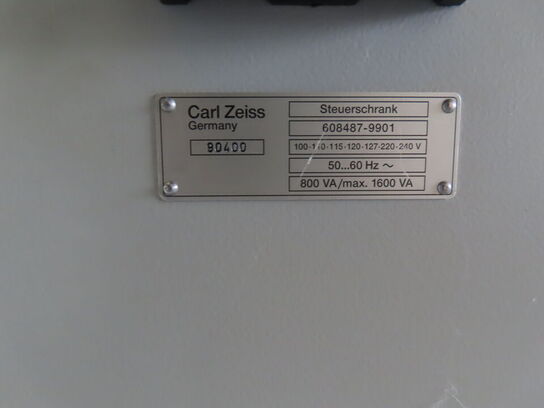 Carl Zeiss
Germany
90400
Steuerschrank
608487-9901
100-110-115-120-127-220-240 V
50...60 Hz ~
800 VA/max. 1600 VA